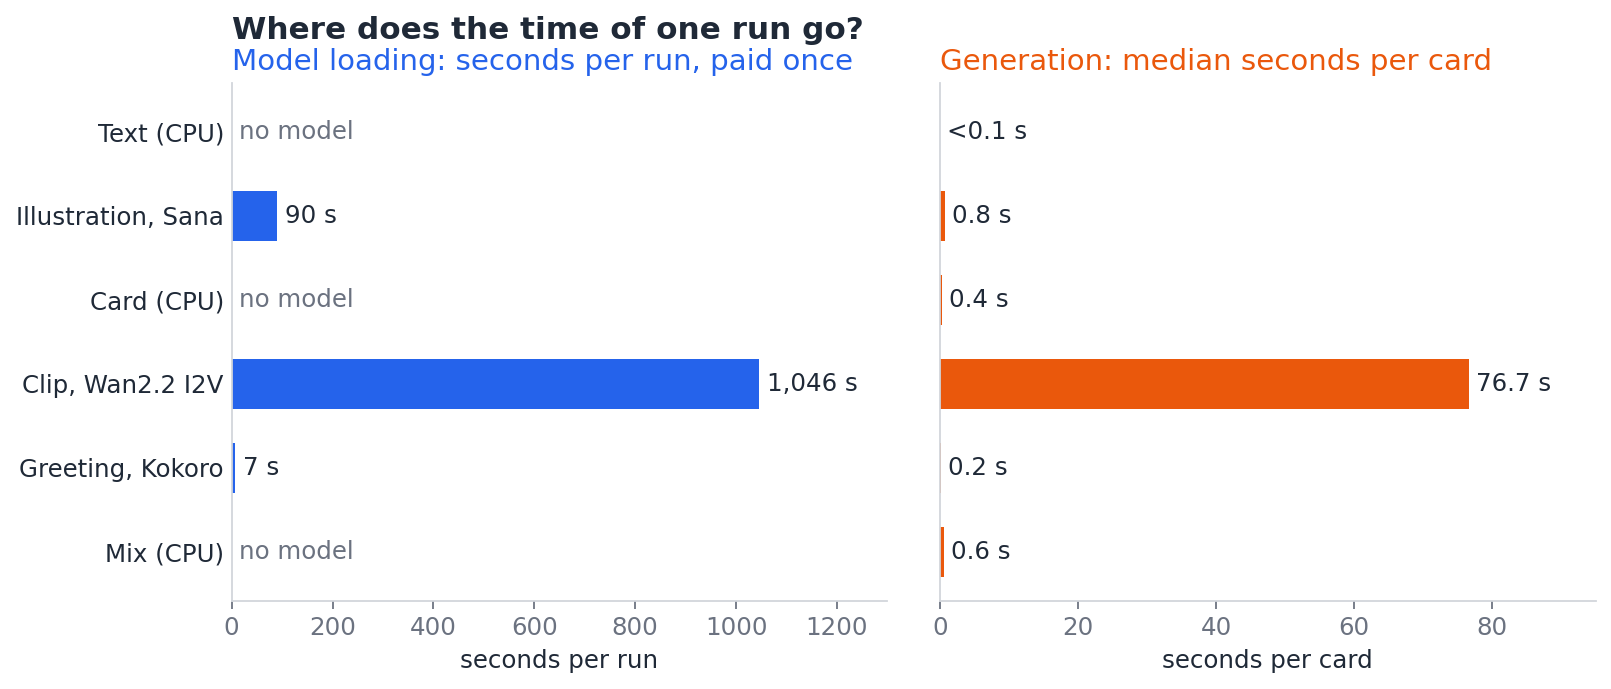 Where does the time of one run go?
Model loading: seconds per run, paid once
Generation: median seconds per card
Text (CPU)
no model
<0.1 s
Illustration, Sana
90 s
0.8 s
Card (CPU)
no model
0.4 s
Clip, Wan2.2 I2V
1,046 s
76.7 s
Greeting, Kokoro
7 s
0.2 s
Mix (CPU)
no model
0.6 s
0 200 400 600 800 1000 1200
0 20 40 60 80
seconds per run
seconds per card